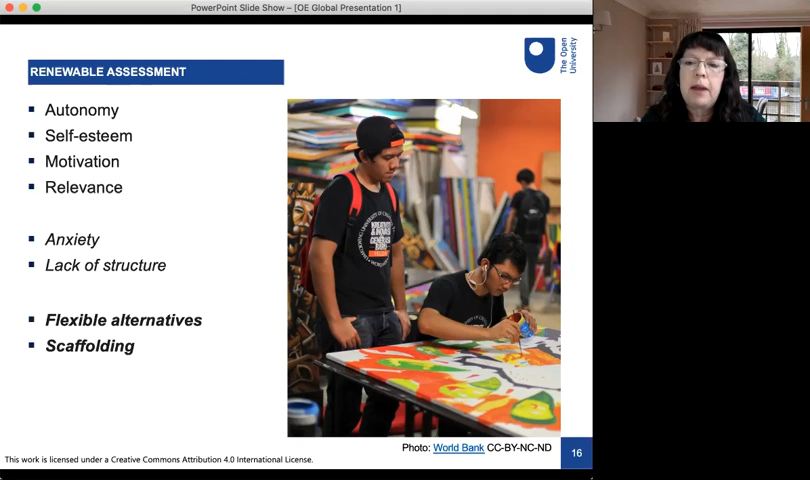 PowerPoint Slide Show – [OE Global Presentation 1]
RENEWABLE ASSESSMENT
The Open
University
Autonomy
Self-esteem
Motivation
Relevance
Anxiety
Lack of structure
Flexible alternatives
Scaffolding
Photo: World Bank CC-BY-NC-ND
This work is licensed under a Creative Commons Attribution 4.0 International License.
16